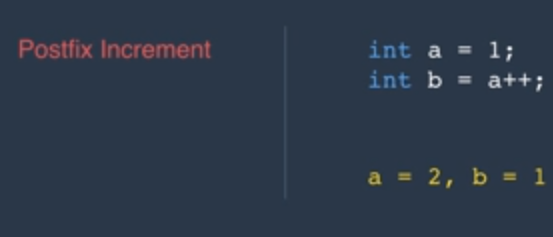 Postfix Increment
int a = 1;
int b = a++;
a = 2, b = 1